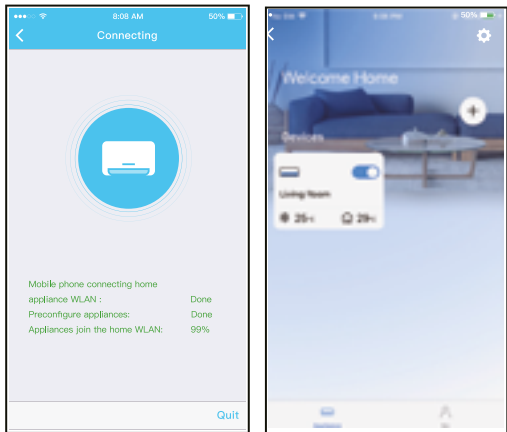 8:08 AM
50%
Connecting
Mobile phone connecting home
appliance WLAN : Done
Preconfigure appliances: Done
Appliances join the home WLAN: 99%
Quit
50%
Welcome Home
Devices
Living Room
25
29